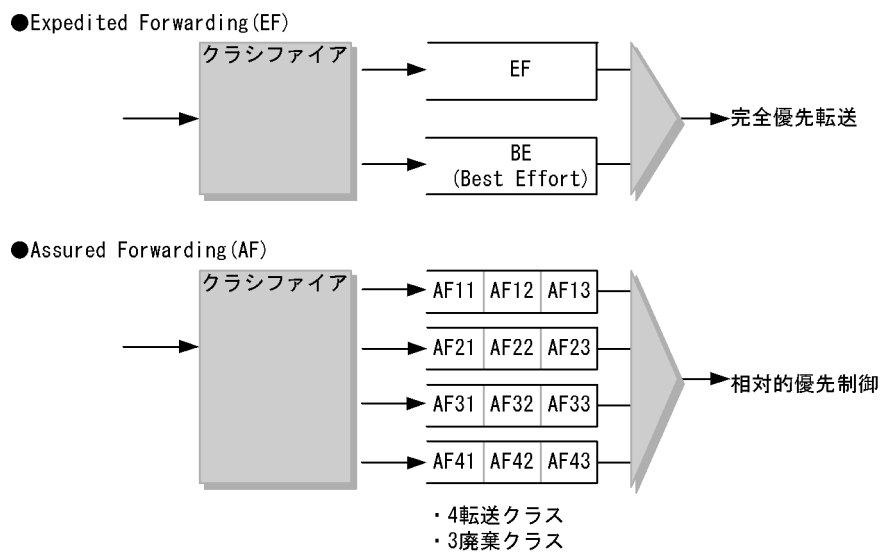 ●Expedited Forwarding(EF)
クラシファイア
EF
完全優先転送
BE
(Best Effort)
●Assured Forwarding(AF)
クラシファイア
AF11 AF12 AF13
AF21 AF22 AF23
相対的優先制御
AF31 AF32 AF33
AF41 AF42 AF43
・4転送クラス
・3廃棄クラス